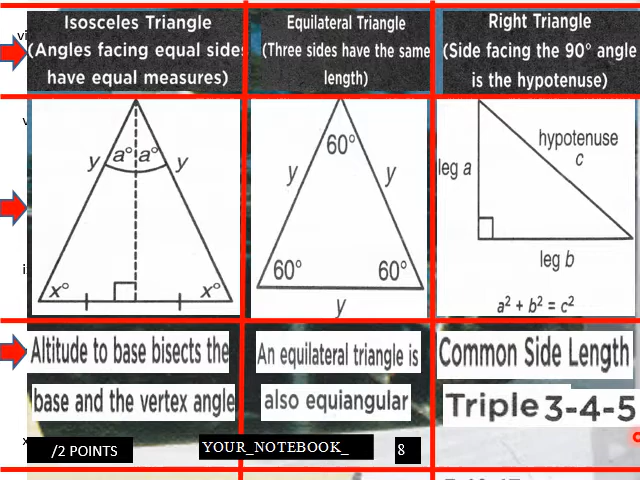 Isosceles Triangle
(Angles facing equal sides
have equal measures)
Equilateral Triangle
(Three sides have the same
length)
Right Triangle
(Side facing the 90° angle
is the hypotenuse)
y a° a° y
x° x°
60°
y y
60° 60°
y
hypotenuse
c
leg a
leg b
a² + b² = c²
Altitude to base bisects the
base and the vertex angle
An equilateral triangle is
also equiangular
Common Side Length
Triple 3-4-5
/2 POINTS
YOUR_NOTEBOOK_
8